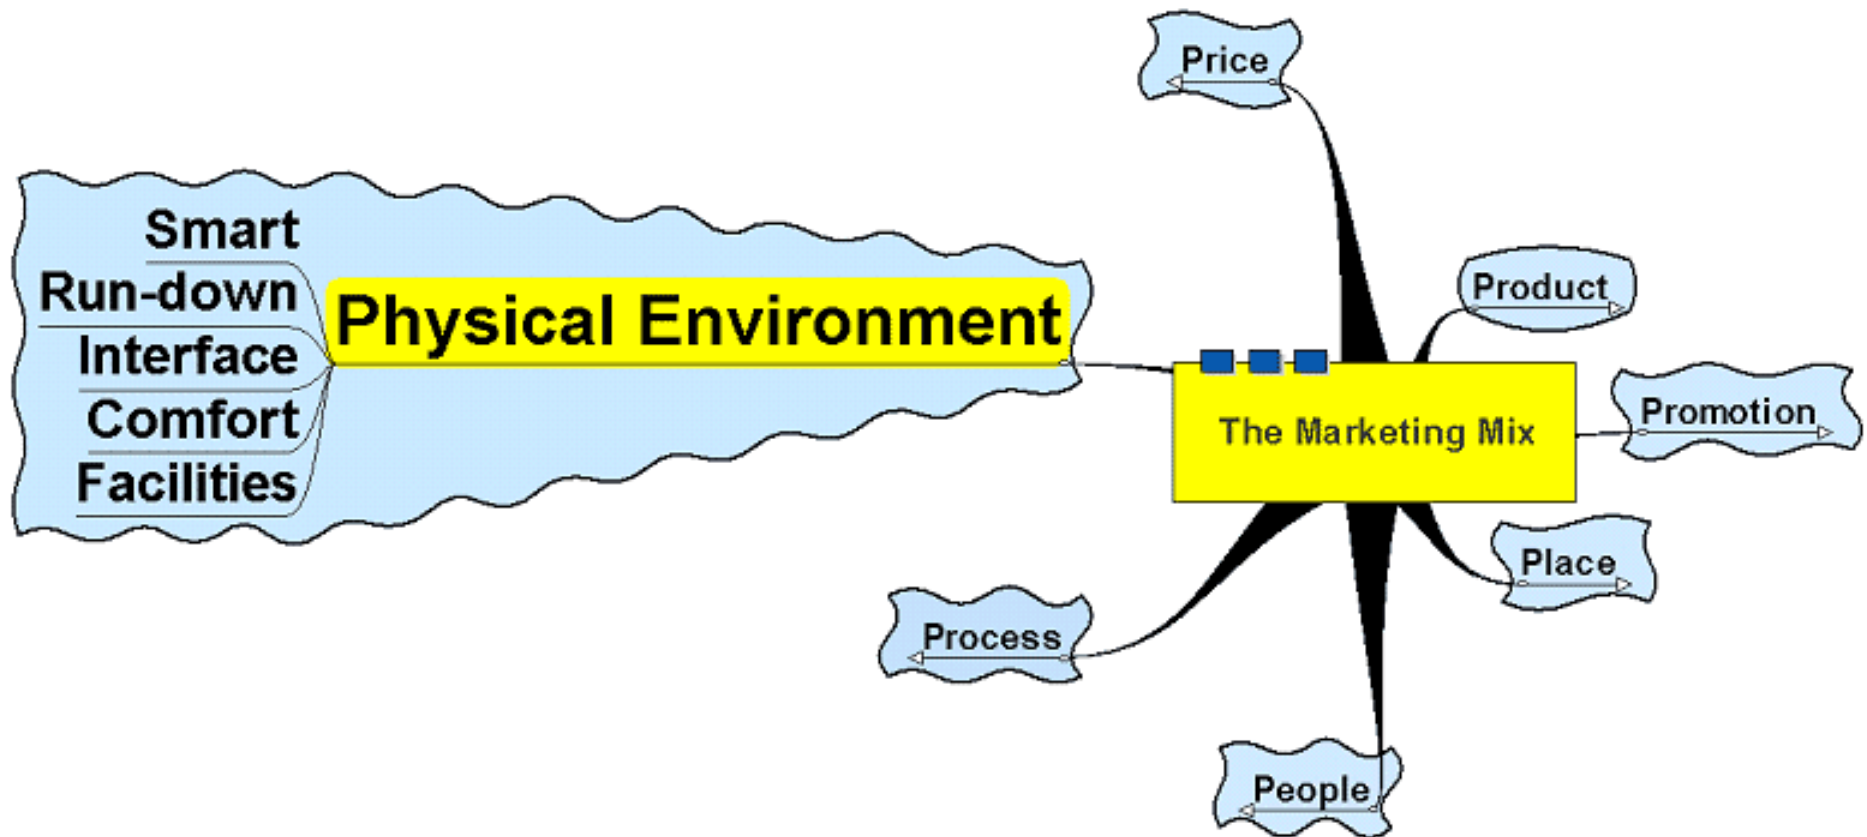 Price
Smart
Run-down
Interface
Comfort
Facilities
Physical Environment
Product
The Marketing Mix
Promotion
Place
Process
People